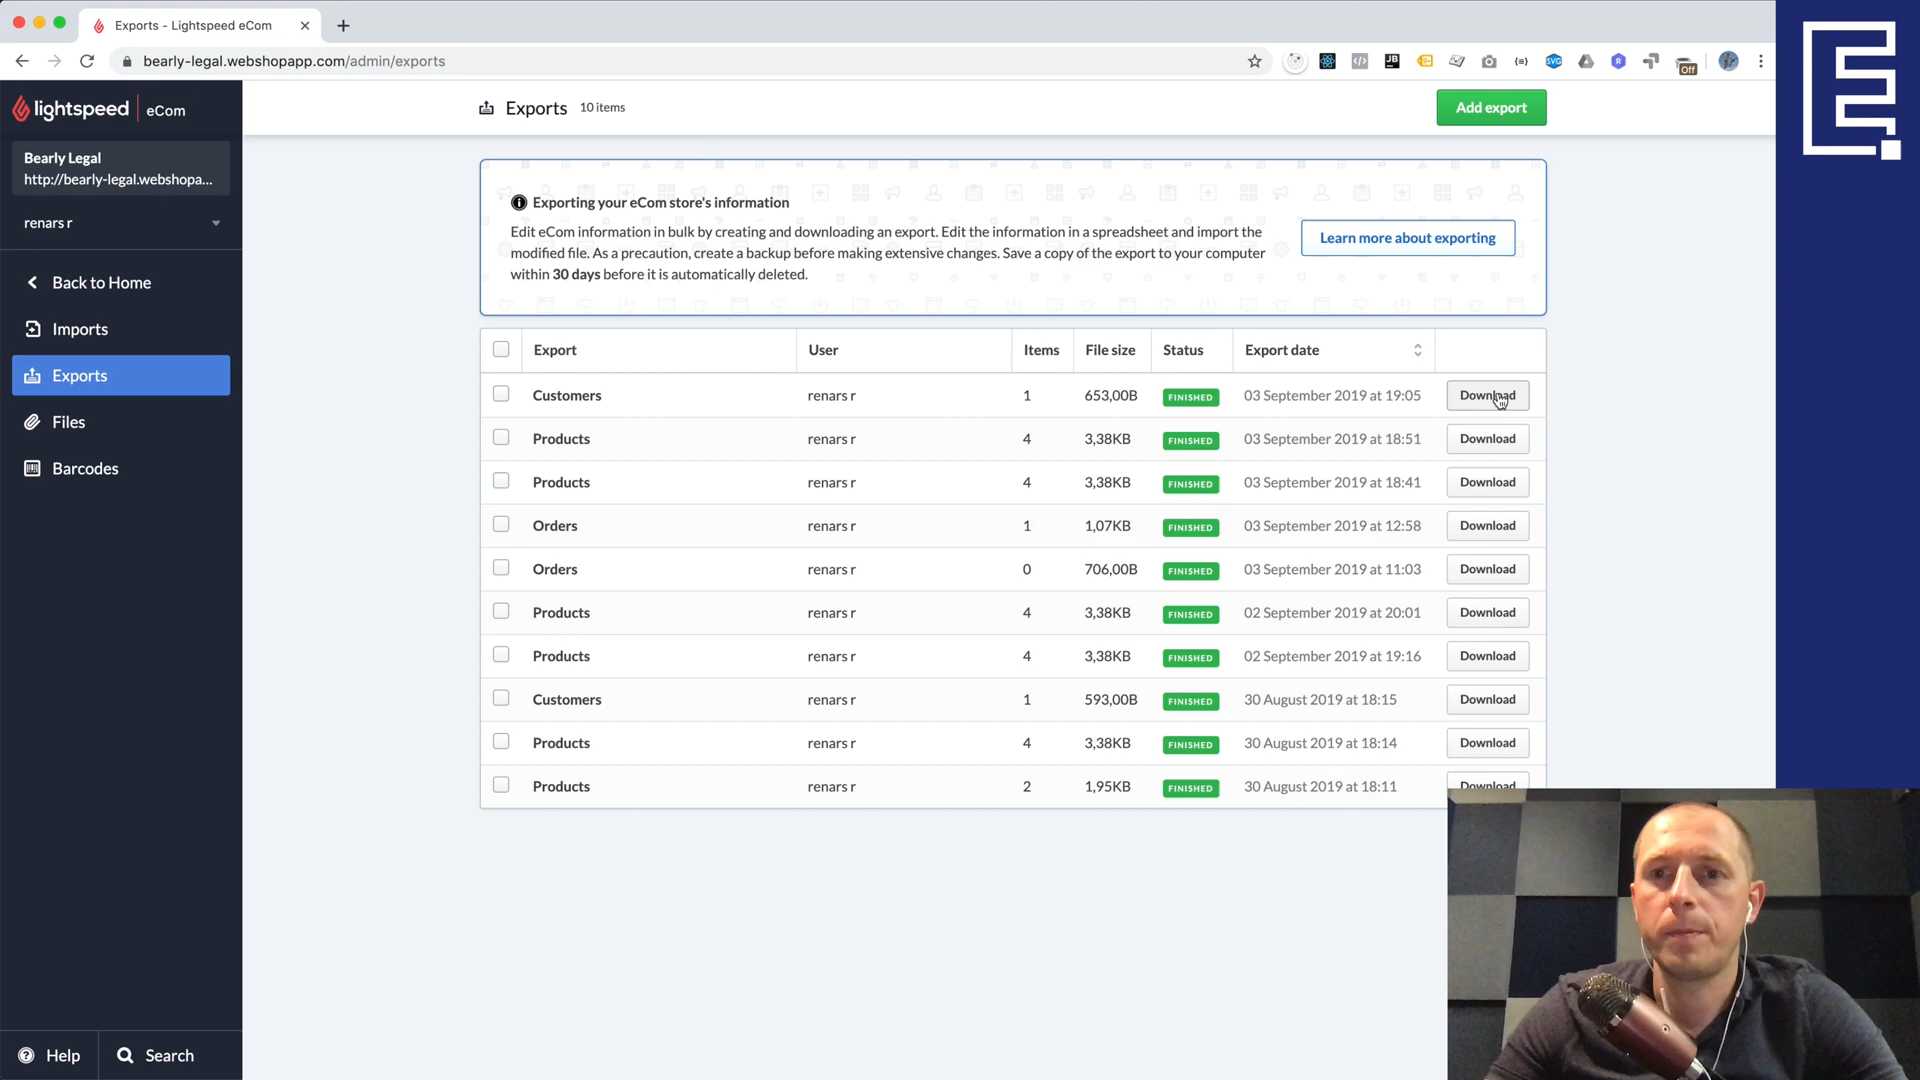 Exports - Lightspeed eCom
bearly-legal.webshopapp.com/admin/exports
JB
SVG
R
Off
lightspeed eCom
Exports 10 items
Add export
Bearly Legal
http://bearly-legal.webshopa...
renars r
Back to Home
Imports
Exports
Files
Barcodes
Exporting your eCom store's information
Edit eCom information in bulk by creating and downloading an export. Edit the information in a spreadsheet and import the
modified file. As a precaution, create a backup before making extensive changes. Save a copy of the export to your computer
within 30 days before it is automatically deleted.
Learn more about exporting
Export User Items File size Status Export date
Customers renars r 1 653,00B FINISHED 03 September 2019 at 19:05 Download
Products renars r 4 3,38KB FINISHED 03 September 2019 at 18:51 Download
Products renars r 4 3,38KB FINISHED 03 September 2019 at 18:41 Download
Orders renars r 1 1,07KB FINISHED 03 September 2019 at 12:58 Download
Orders renars r 0 706,00B FINISHED 03 September 2019 at 11:03 Download
Products renars r 4 3,38KB FINISHED 02 September 2019 at 20:01 Download
Products renars r 4 3,38KB FINISHED 02 September 2019 at 19:16 Download
Customers renars r 1 593,00B FINISHED 30 August 2019 at 18:15 Download
Products renars r 4 3,38KB FINISHED 30 August 2019 at 18:14 Download
Products renars r 2 1,95KB FINISHED 30 August 2019 at 18:11 Download
Help
Search